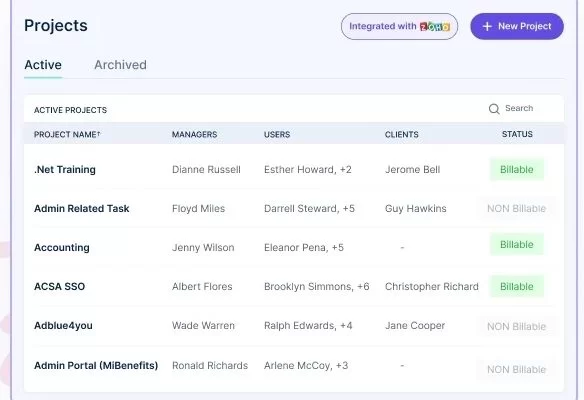 Projects
Integrated with ZOHO
+ New Project
Active Archived
ACTIVE PROJECTS
Search
PROJECT NAME↑ MANAGERS USERS CLIENTS STATUS
.Net Training Dianne Russell Esther Howard, +2 Jerome Bell Billable
Admin Related Task Floyd Miles Darrell Steward, +5 Guy Hawkins NON Billable
Accounting Jenny Wilson Eleanor Pena, +5 - Billable
ACSA SSO Albert Flores Brooklyn Simmons, +6 Christopher Richard Billable
Adblue4you Wade Warren Ralph Edwards, +4 Jane Cooper NON Billable
Admin Portal (MiBenefits) Ronald Richards Arlene McCoy, +3 - NON Billable